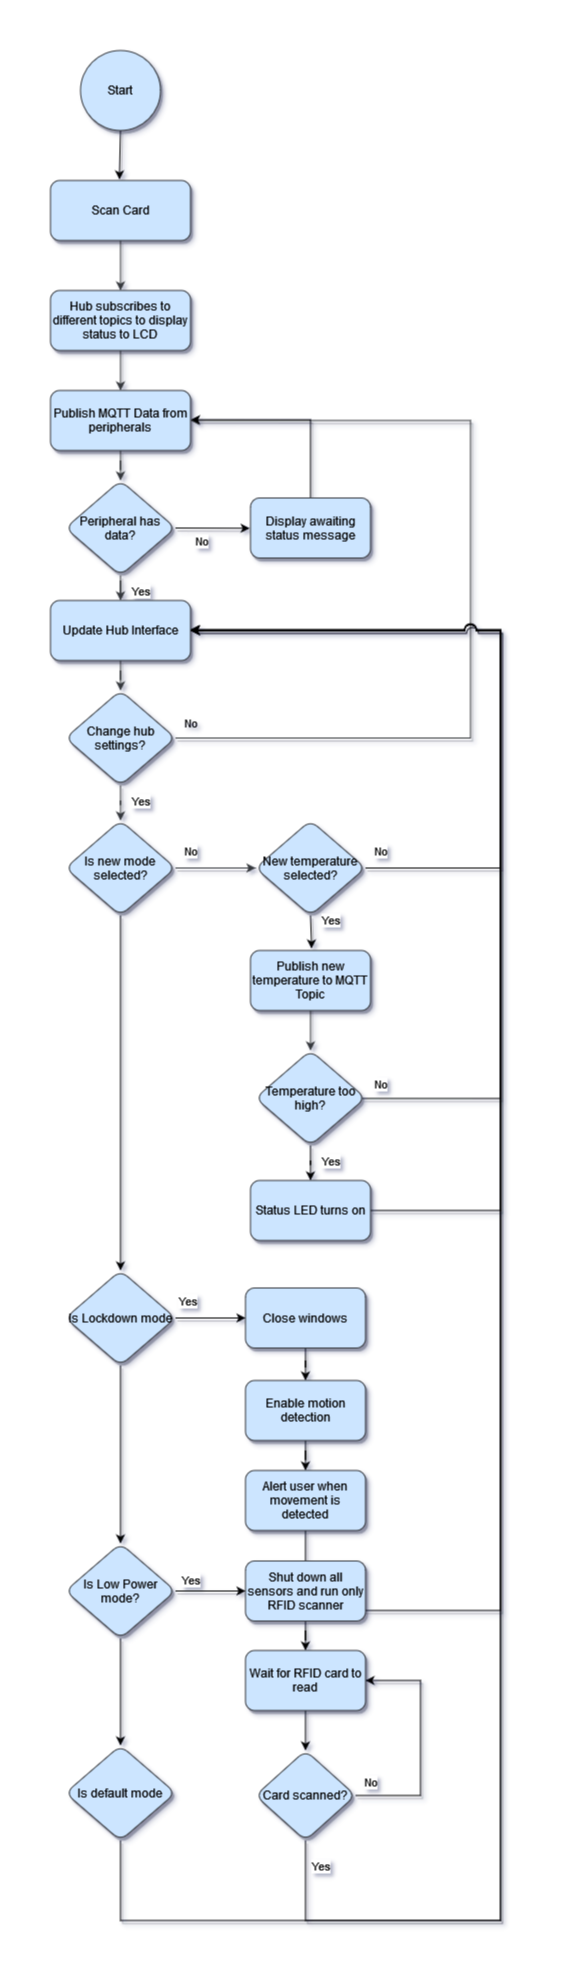 Start
Scan Card
Hub subscribes to
different topics to display
status to LCD
Publish MQTT Data from
peripherals
Peripheral has
data?
No
Display awaiting
status message
Yes
Update Hub Interface
Change hub
settings?
No
Yes
Is new mode
selected?
No
New temperature
selected?
No
Yes
Publish new
temperature to MQTT
Topic
Temperature too
high?
No
Yes
Status LED turns on
Is Lockdown mode
Yes
Close windows
Enable motion
detection
Alert user when
movement is
detected
Is Low Power
mode?
Yes
Shut down all
sensors and run only
RFID scanner
Wait for RFID card to
read
Is default mode
Card scanned?
No
Yes